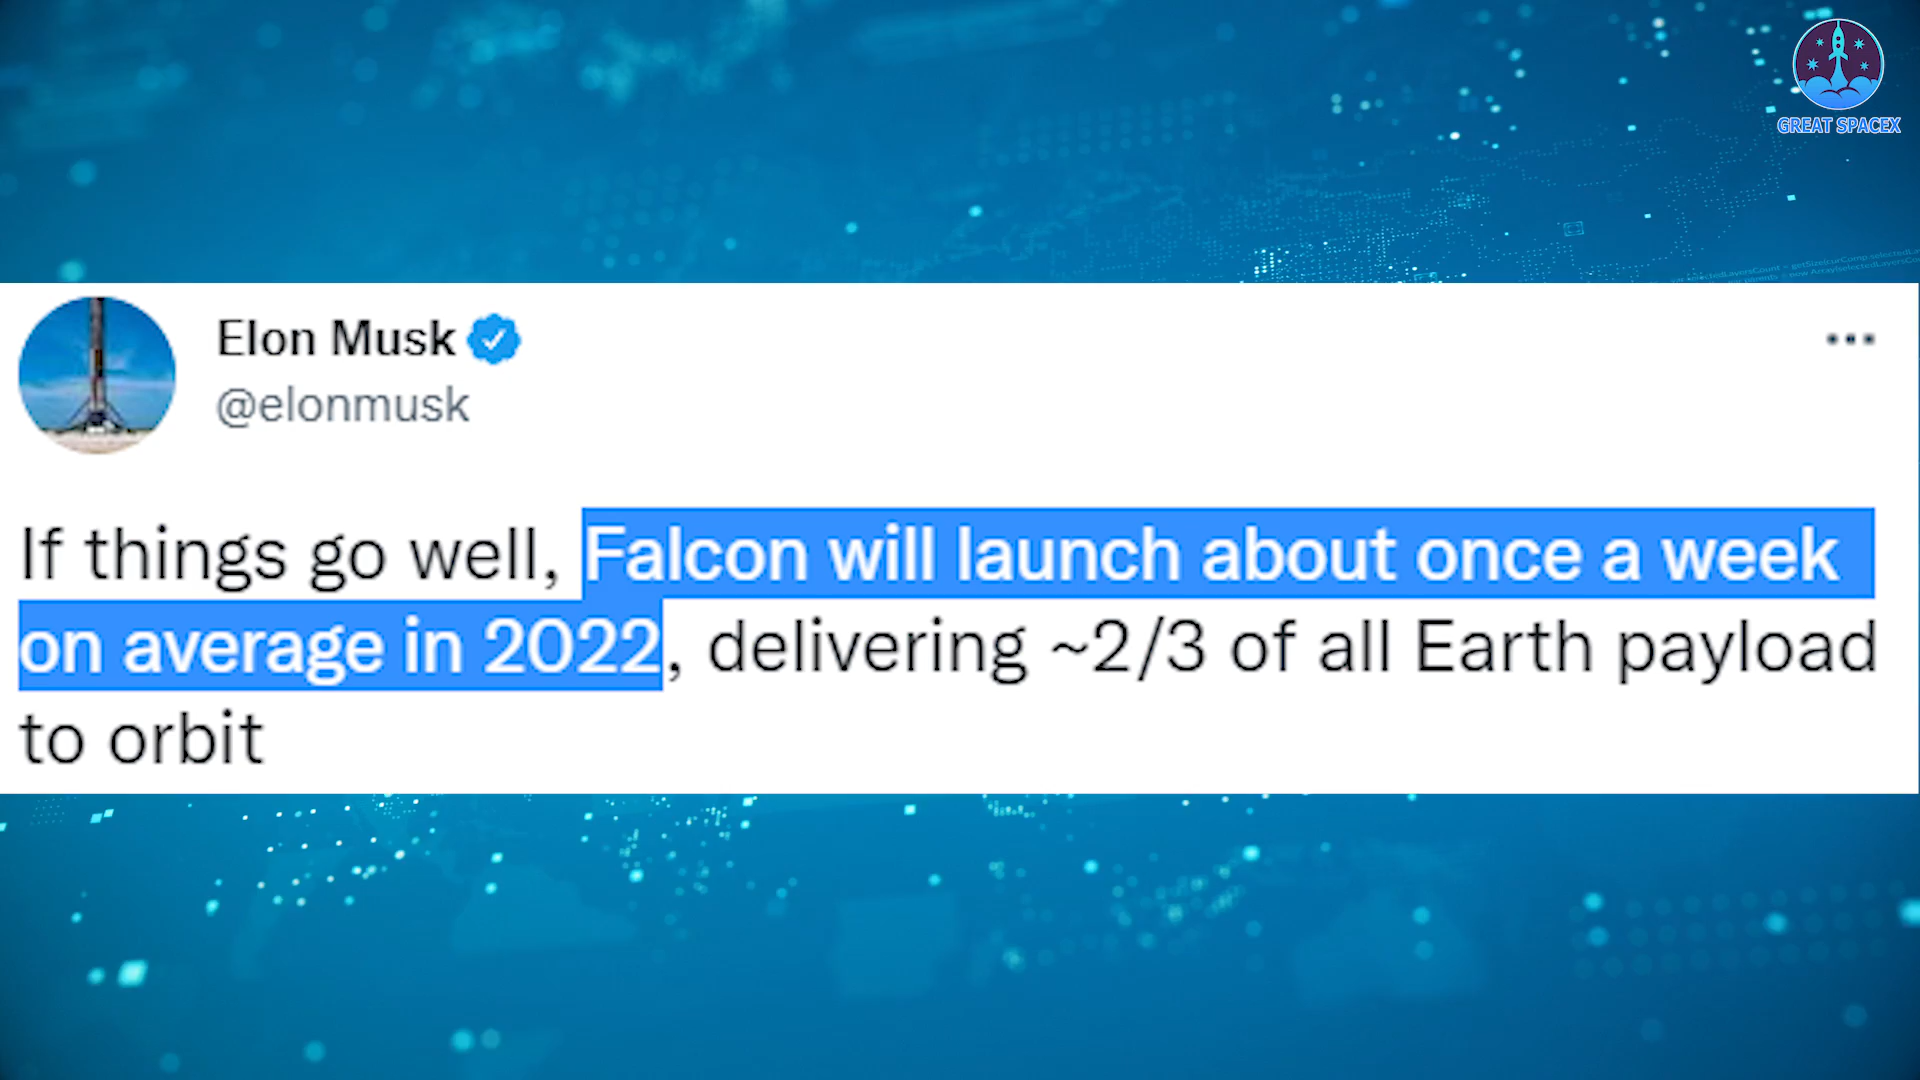 GREAT SPACEX
Elon Musk
@elonmusk
If things go well, Falcon will launch about once a week
on average in 2022, delivering ~2/3 of all Earth payload
to orbit